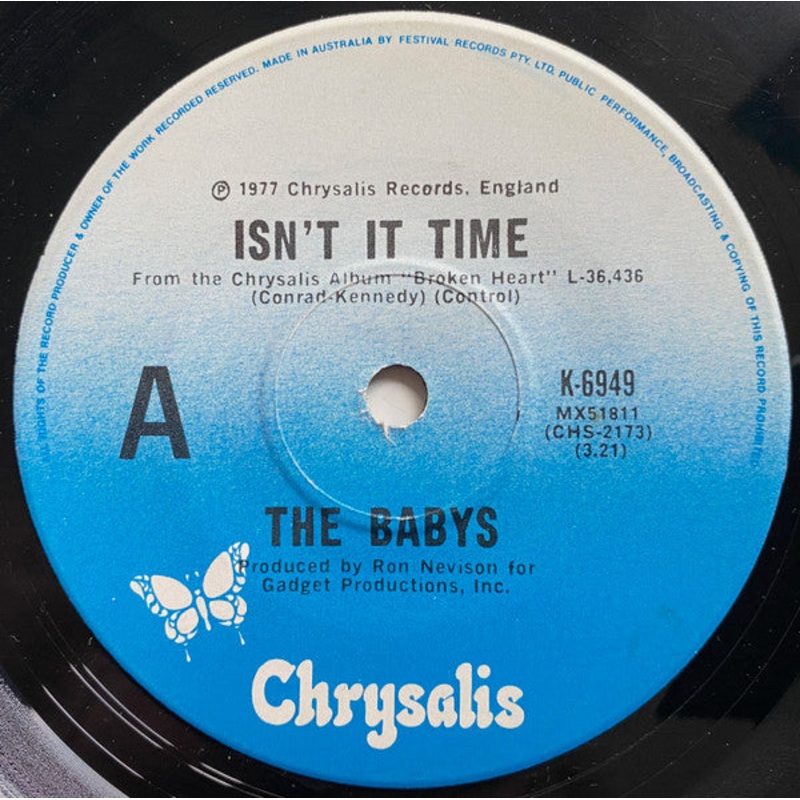 ALL RIGHTS OF THE RECORD PRODUCER & OWNER OF THE WORK RECORDED RESERVED. MADE IN AUSTRALIA BY FESTIVAL RECORDS PTY. LTD. PUBLIC PERFORMANCE, BROADCASTING & COPYING OF THIS RECORD PROHIBITED
℗ 1977 Chrysalis Records, England
ISN'T IT TIME
From the Chrysalis Album "Broken Heart" L-36,436
(Conrad-Kennedy) (Control)
A
K-6949
MX51811
(CHS-2173)
(3.21)
THE BABYS
Produced by Ron Nevison for
Gadget Productions, Inc.
Chrysalis